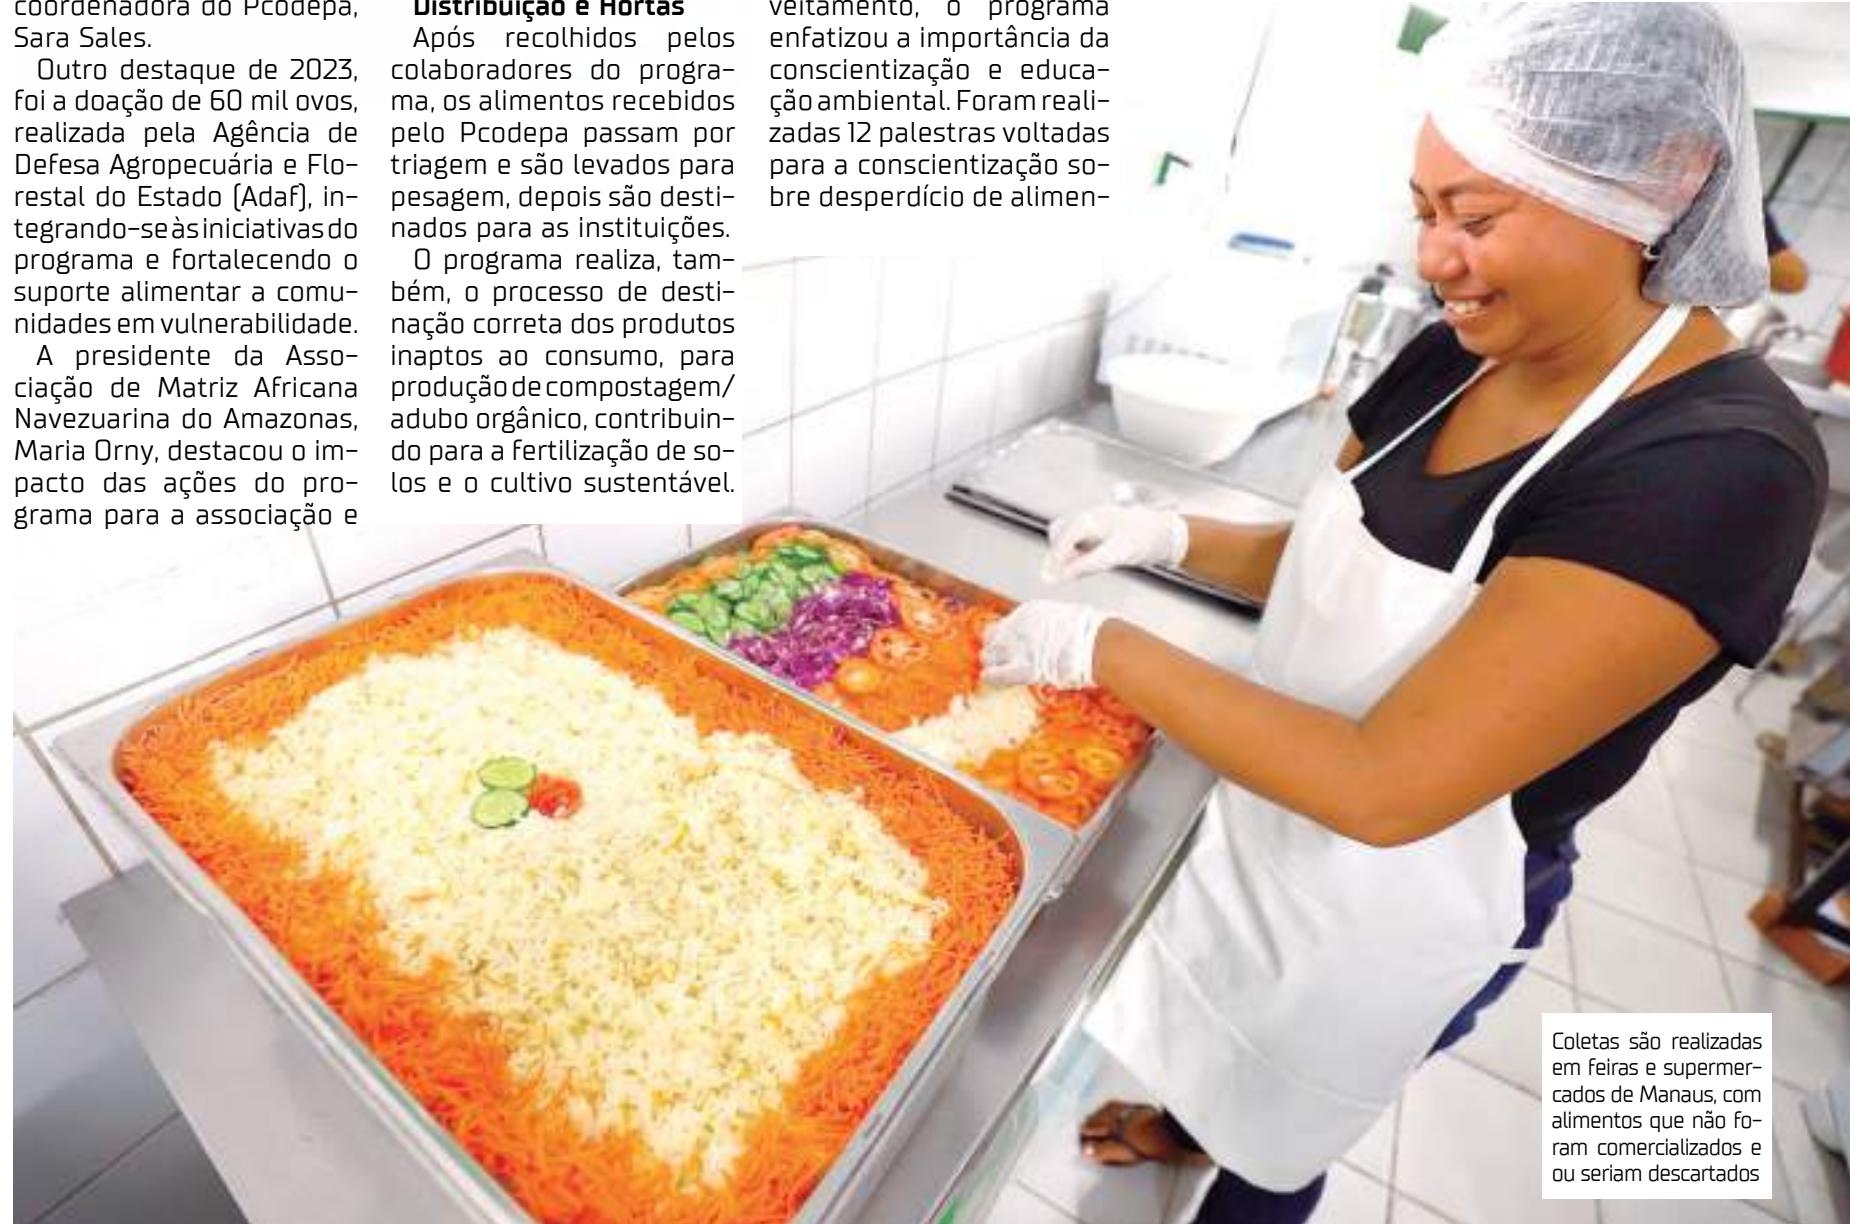 coordenadora do Pcodepa,
Sara Sales.
Outro destaque de 2023,
foi a doação de 60 mil ovos,
realizada pela Agência de
Defesa Agropecuária e Flo-
restal do Estado (Adaf), in-
tegrando-se às iniciativas do
programa e fortalecendo o
suporte alimentar a comu-
nidades em vulnerabilidade.
A presidente da Asso-
ciação de Matriz Africana
Navezuarina do Amazonas,
Maria Orny, destacou o im-
pacto das ações do pro-
grama para a associação e
Distribuição e Hortas
Após recolhidos pelos
colaboradores do progra-
ma, os alimentos recebidos
pelo Pcodepa passam por
triagem e são levados para
pesagem, depois são desti-
nados para as instituições.
O programa realiza, tam-
bém, o processo de desti-
nação correta dos produtos
inaptos ao consumo, para
produção de compostagem/
adubo orgânico, contribuin-
do para a fertilização de so-
los e o cultivo sustentável.
veitamento, o programa
enfatizou a importância da
conscientização e educa-
ção ambiental. Foram reali-
zadas 12 palestras voltadas
para a conscientização so-
bre desperdício de alimen-
Coletas são realizadas
em feiras e supermer-
cados de Manaus, com
alimentos que não fo-
ram comercializados e
ou seriam descartados